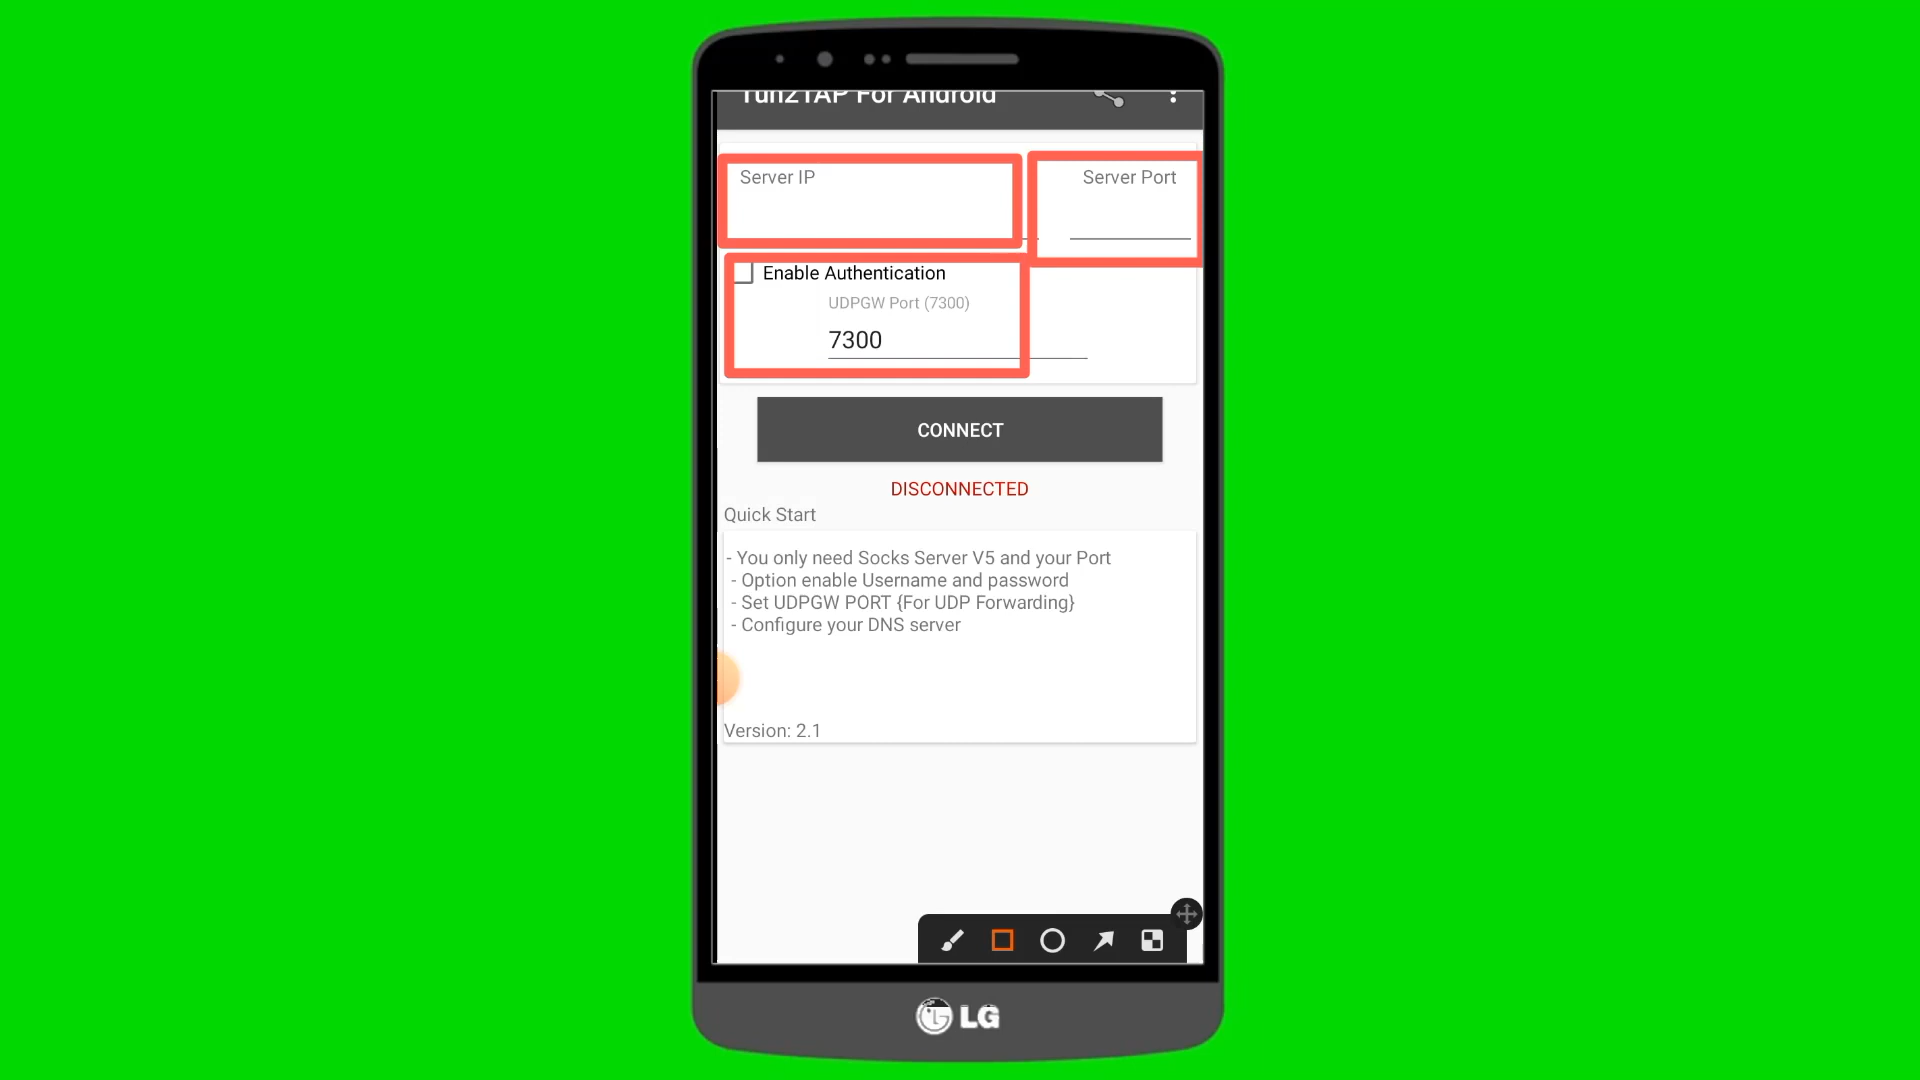 Tun2TAP For Android
Server IP
Server Port
Enable Authentication
UDPGW Port (7300)
7300
CONNECT
DISCONNECTED
Quick Start
- You only need Socks Server V5 and your Port
- Option enable Username and password
- Set UDPGW PORT {For UDP Forwarding}
- Configure your DNS server
Version: 2.1
LG